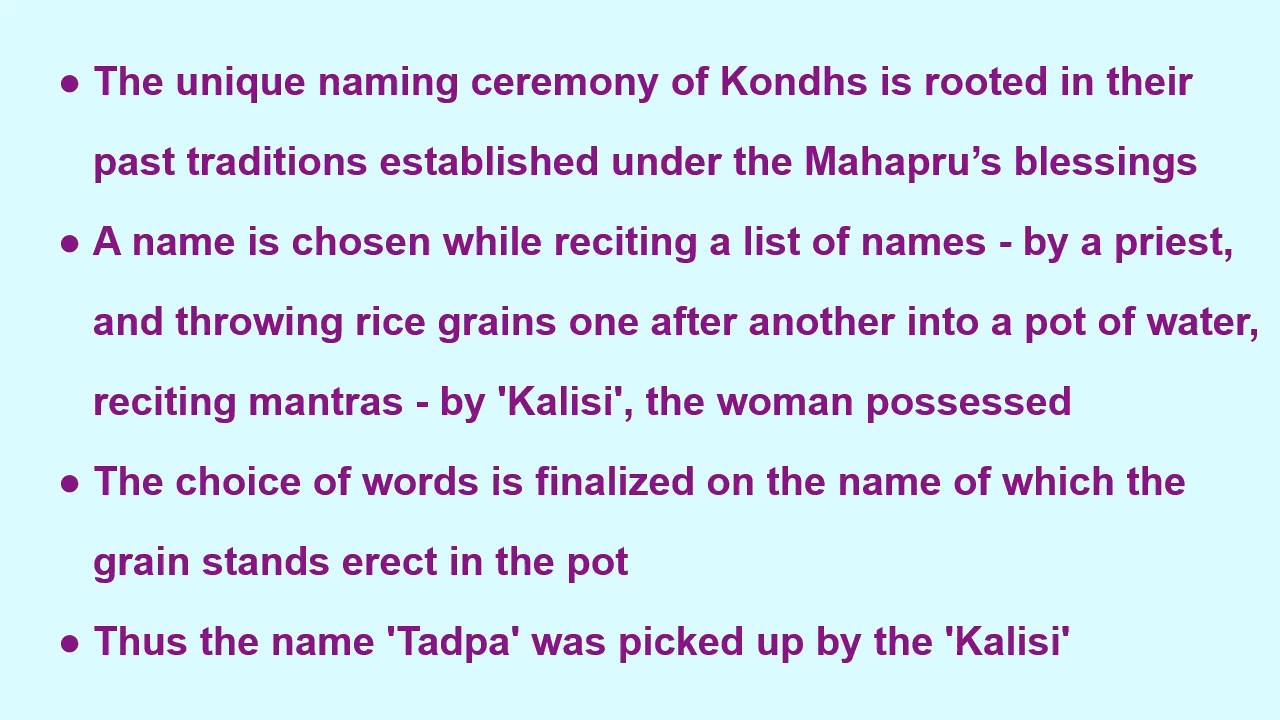 ● The unique naming ceremony of Kondhs is rooted in their
past traditions established under the Mahapru’s blessings
● A name is chosen while reciting a list of names - by a priest,
and throwing rice grains one after another into a pot of water,
reciting mantras - by 'Kalisi', the woman possessed
● The choice of words is finalized on the name of which the
grain stands erect in the pot
● Thus the name 'Tadpa' was picked up by the 'Kalisi'